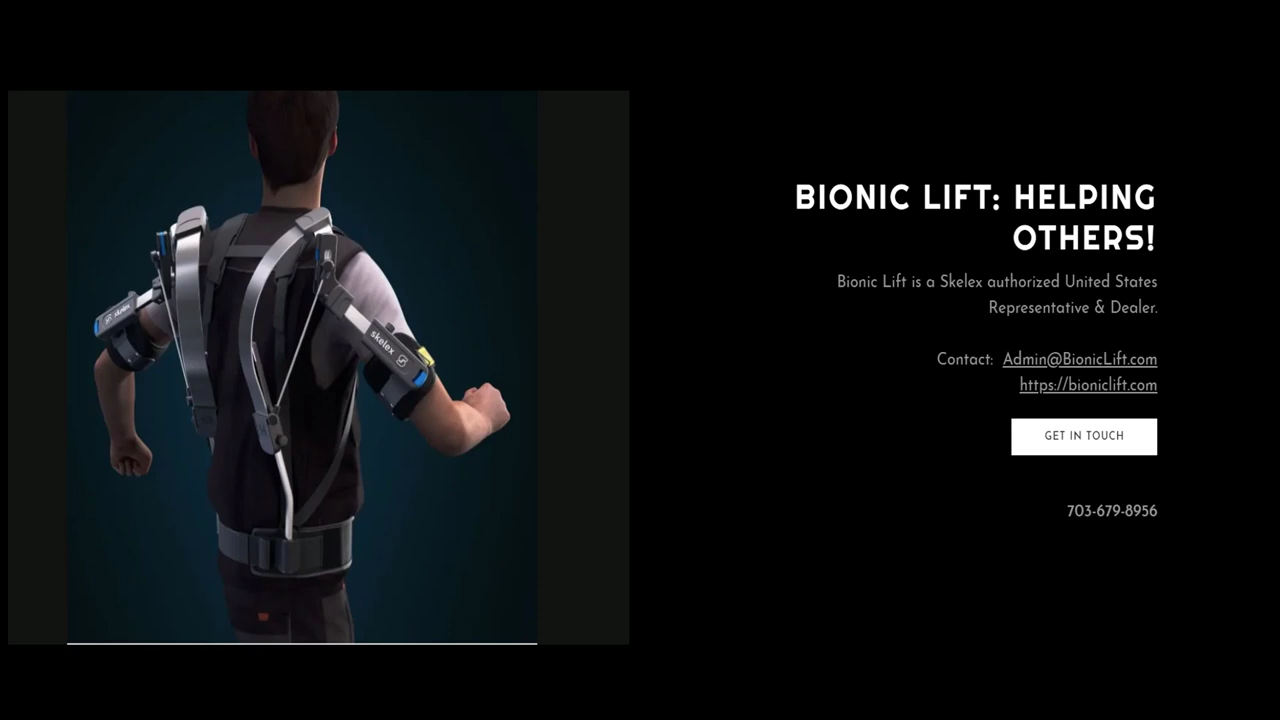 skelex
skelex
BIONIC LIFT: HELPING
OTHERS!
Bionic Lift is a Skelex authorized United States
Representative & Dealer.
Contact: Admin@BionicLift.com
https://bioniclift.com
GET IN TOUCH
703-679-8956